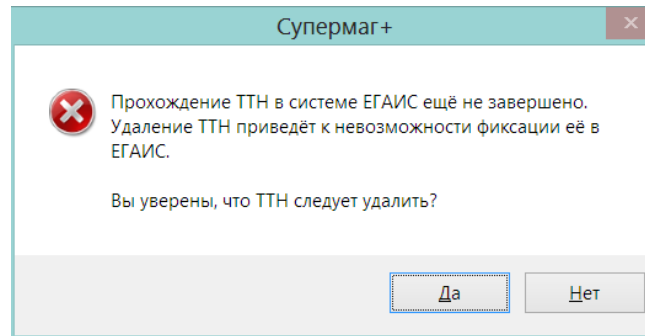 Супермаг+
Прохождение ТТН в системе ЕГАИС ещё не завершено.
Удаление ТТН приведёт к невозможности фиксации её в
ЕГАИС.
Вы уверены, что ТТН следует удалить?
Да
Нет